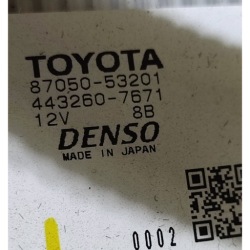 TOYOTA
87050-53201
443260-7671
12V 8B
DENSO
MADE IN JAPAN
0002